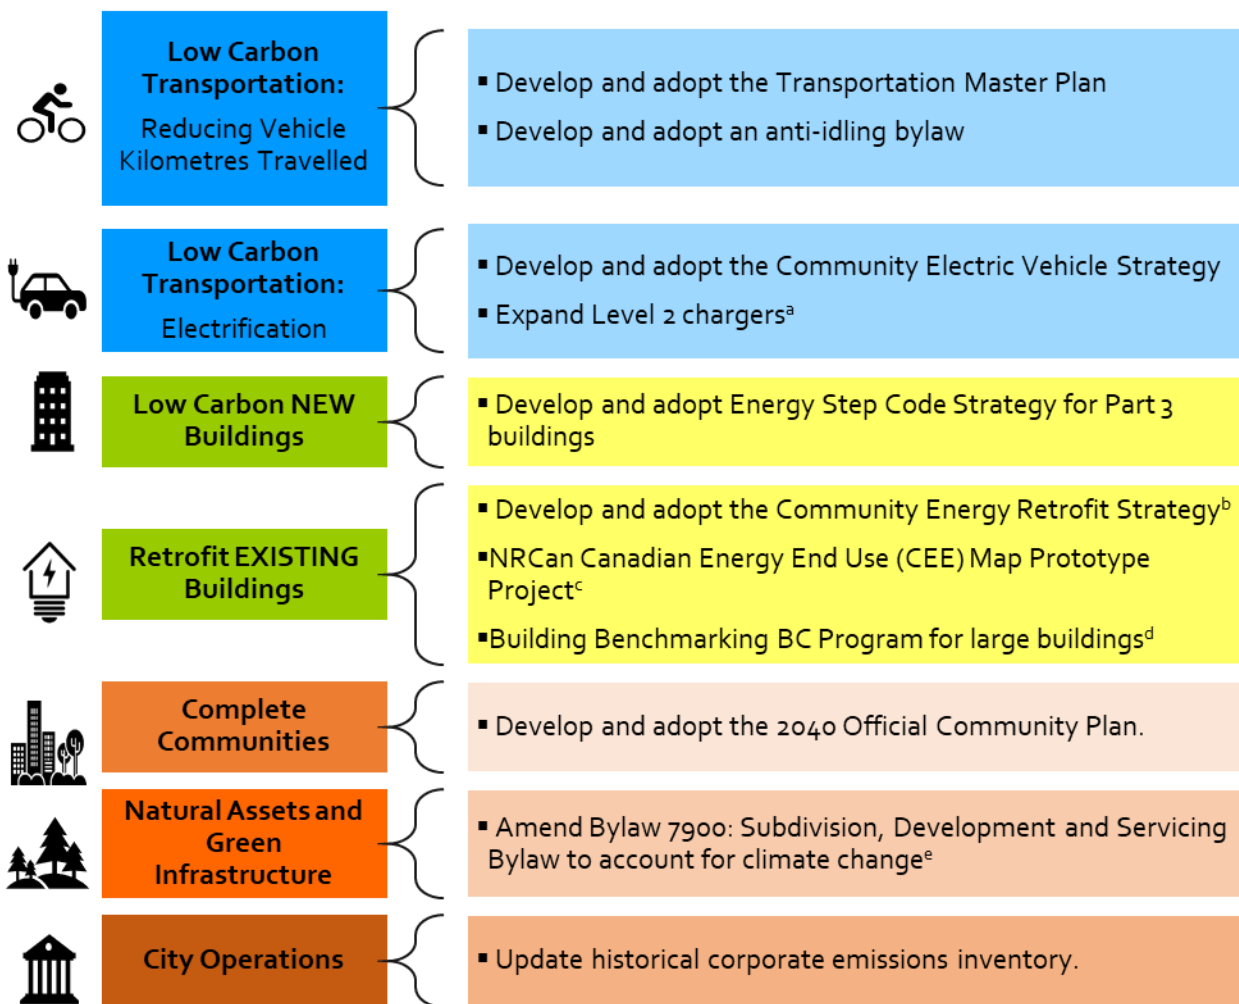 Low Carbon
Transportation:
Reducing Vehicle
Kilometres Travelled
▪ Develop and adopt the Transportation Master Plan
▪ Develop and adopt an anti-idling bylaw
Low Carbon
Transportation:
Electrification
▪ Develop and adopt the Community Electric Vehicle Strategy
▪ Expand Level 2 chargersᵃ
Low Carbon NEW
Buildings
▪ Develop and adopt Energy Step Code Strategy for Part 3
buildings
Retrofit EXISTING
Buildings
▪ Develop and adopt the Community Energy Retrofit Strategyᵇ
▪NRCan Canadian Energy End Use (CEE) Map Prototype
Projectᶜ
▪Building Benchmarking BC Program for large buildingsᵈ
Complete
Communities
▪ Develop and adopt the 2040 Official Community Plan.
Natural Assets and
Green
Infrastructure
▪ Amend Bylaw 7900: Subdivision, Development and Servicing
Bylaw to account for climate changeᵉ
City Operations
▪ Update historical corporate emissions inventory.